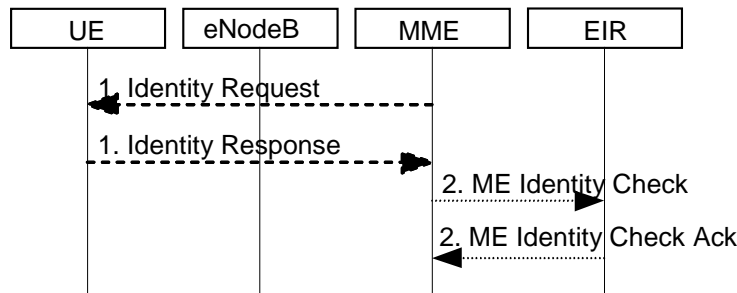 UE eNodeB MME EIR
1. Identity Request
1. Identity Response
2. ME Identity Check
2. ME Identity Check Ack